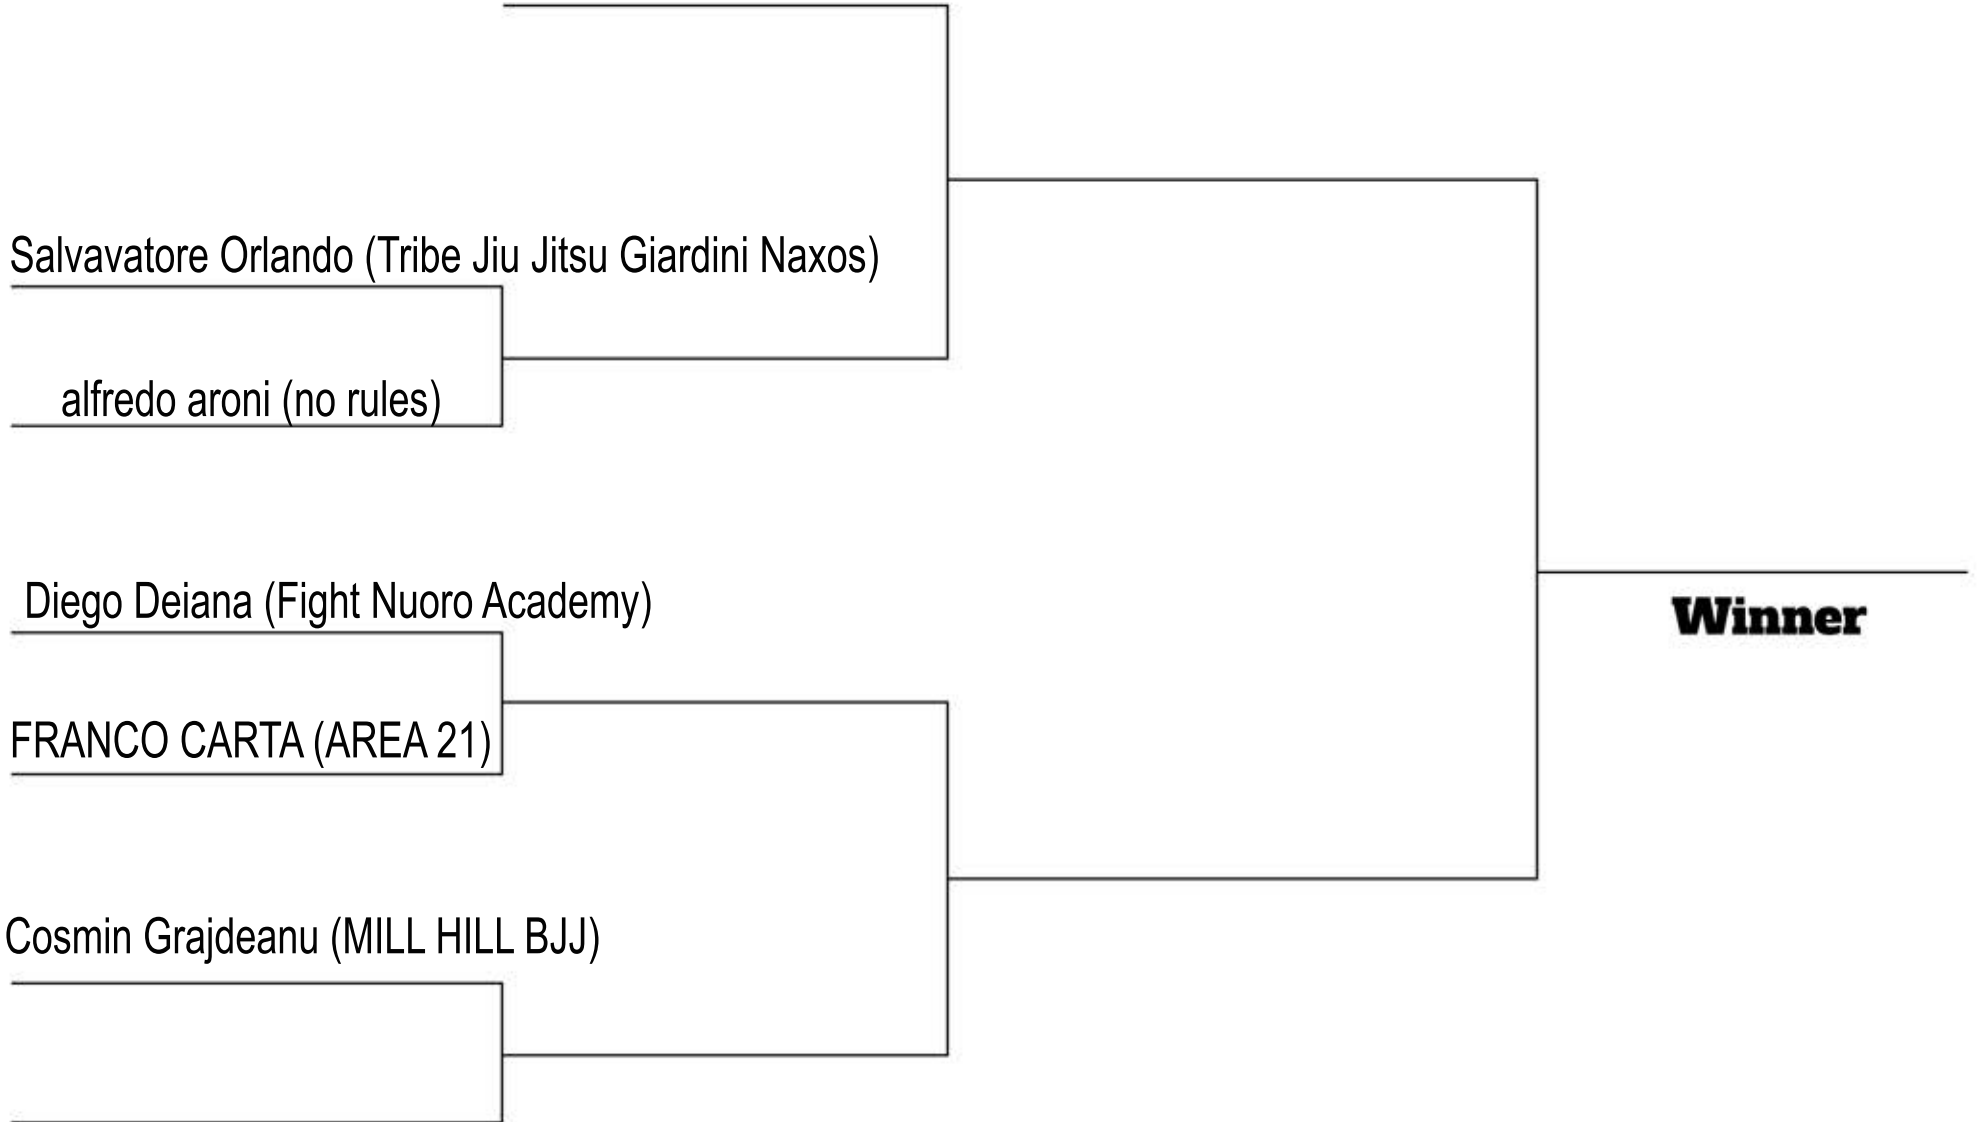 Salvavatore Orlando (Tribe Jiu Jitsu Giardini Naxos)
alfredo aroni (no rules)
Diego Deiana (Fight Nuoro Academy)
Winner
FRANCO CARTA (AREA 21)
Cosmin Grajdeanu (MILL HILL BJJ)